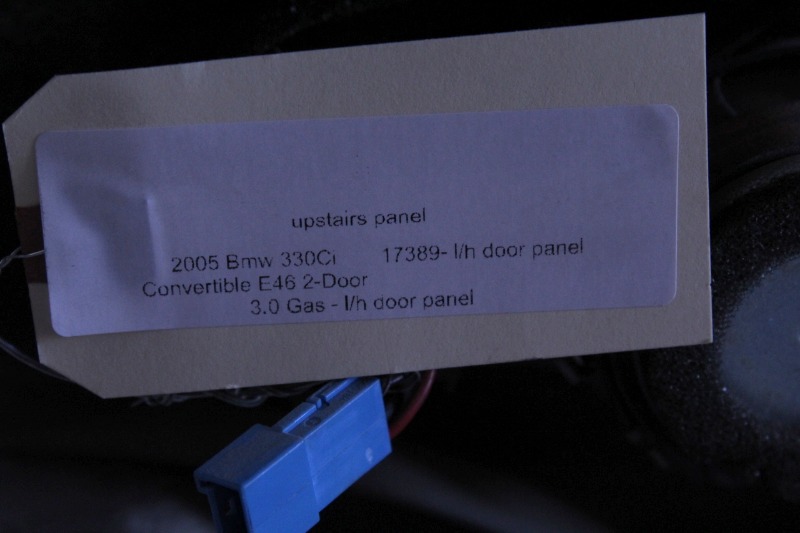 upstairs panel
2005 Bmw 330Ci 17389- l/h door panel
Convertible E46 2-Door
3.0 Gas - l/h door panel